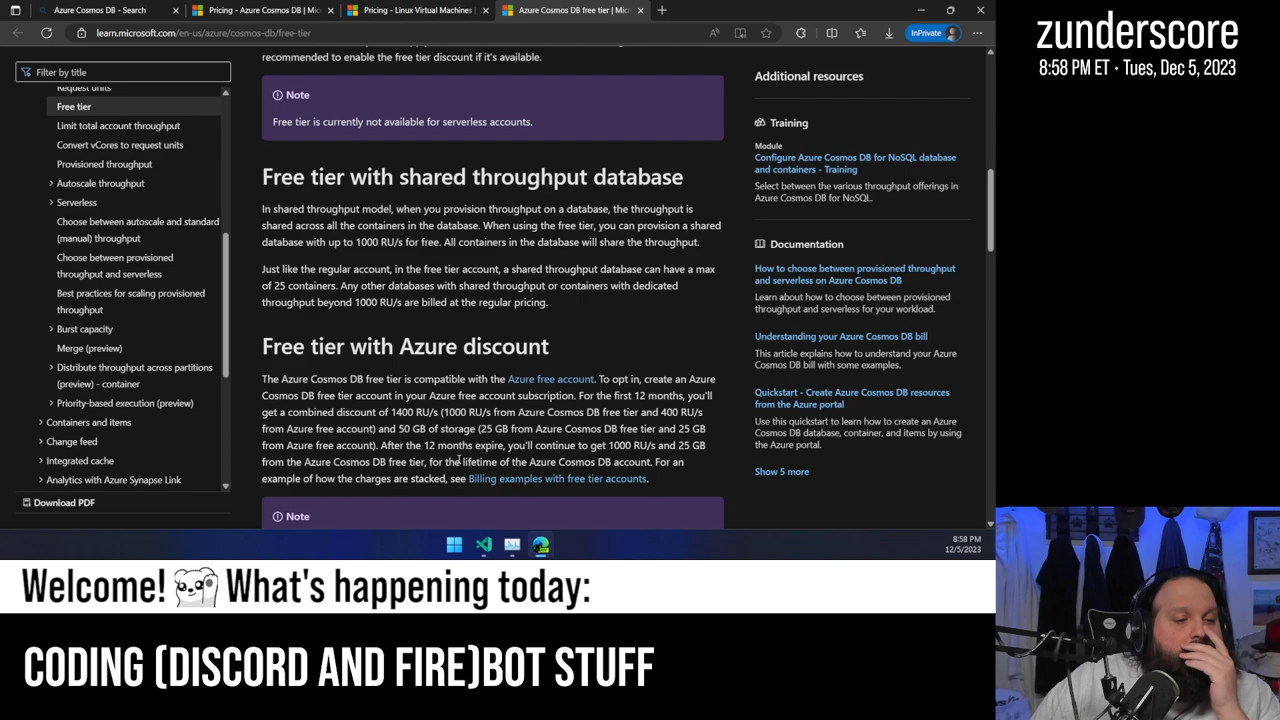 Azure Cosmos DB - Search
Pricing - Azure Cosmos DB | Mic
Pricing - Linux Virtual Machines |
Azure Cosmos DB free tier | Mic
learn.microsoft.com/en-us/azure/cosmos-db/free-tier
InPrivate
zunderscore
8:58 PM ET · Tues, Dec 5, 2023
Filter by title
Request units
Free tier
Limit total account throughput
Convert vCores to request units
Provisioned throughput
Autoscale throughput
Serverless
Choose between autoscale and standard
(manual) throughput
Choose between provisioned
throughput and serverless
Best practices for scaling provisioned
throughput
Burst capacity
Merge (preview)
Distribute throughput across partitions
(preview) - container
Priority-based execution (preview)
Containers and items
Change feed
Integrated cache
Analytics with Azure Synapse Link
Download PDF
recommended to enable the free tier discount if it's available.
Note
Free tier is currently not available for serverless accounts.
Free tier with shared throughput database
In shared throughput model, when you provision throughput on a database, the throughput is
shared across all the containers in the database. When using the free tier, you can provision a shared
database with up to 1000 RU/s for free. All containers in the database will share the throughput.
Just like the regular account, in the free tier account, a shared throughput database can have a max
of 25 containers. Any other databases with shared throughput or containers with dedicated
throughput beyond 1000 RU/s are billed at the regular pricing.
Free tier with Azure discount
The Azure Cosmos DB free tier is compatible with the Azure free account. To opt in, create an Azure
Cosmos DB free tier account in your Azure free account subscription. For the first 12 months, you'll
get a combined discount of 1400 RU/s (1000 RU/s from Azure Cosmos DB free tier and 400 RU/s
from Azure free account) and 50 GB of storage (25 GB from Azure Cosmos DB free tier and 25 GB
from Azure free account). After the 12 months expire, you'll continue to get 1000 RU/s and 25 GB
from the Azure Cosmos DB free tier, for the lifetime of the Azure Cosmos DB account. For an
example of how the charges are stacked, see Billing examples with free tier accounts.
Note
Additional resources
Training
Module
Configure Azure Cosmos DB for NoSQL database
and containers - Training
Select between the various throughput offerings in
Azure Cosmos DB for NoSQL.
Documentation
How to choose between provisioned throughput
and serverless on Azure Cosmos DB
Learn about how to choose between provisioned
throughput and serverless for your workload.
Understanding your Azure Cosmos DB bill
This article explains how to understand your Azure
Cosmos DB bill with some examples.
Quickstart - Create Azure Cosmos DB resources
from the Azure portal
Use this quickstart to learn how to create an Azure
Cosmos DB database, container, and items by using
the Azure portal.
Show 5 more
8:58 PM
12/5/2023
Welcome! What's happening today:
CODING (DISCORD AND FIRE)BOT STUFF